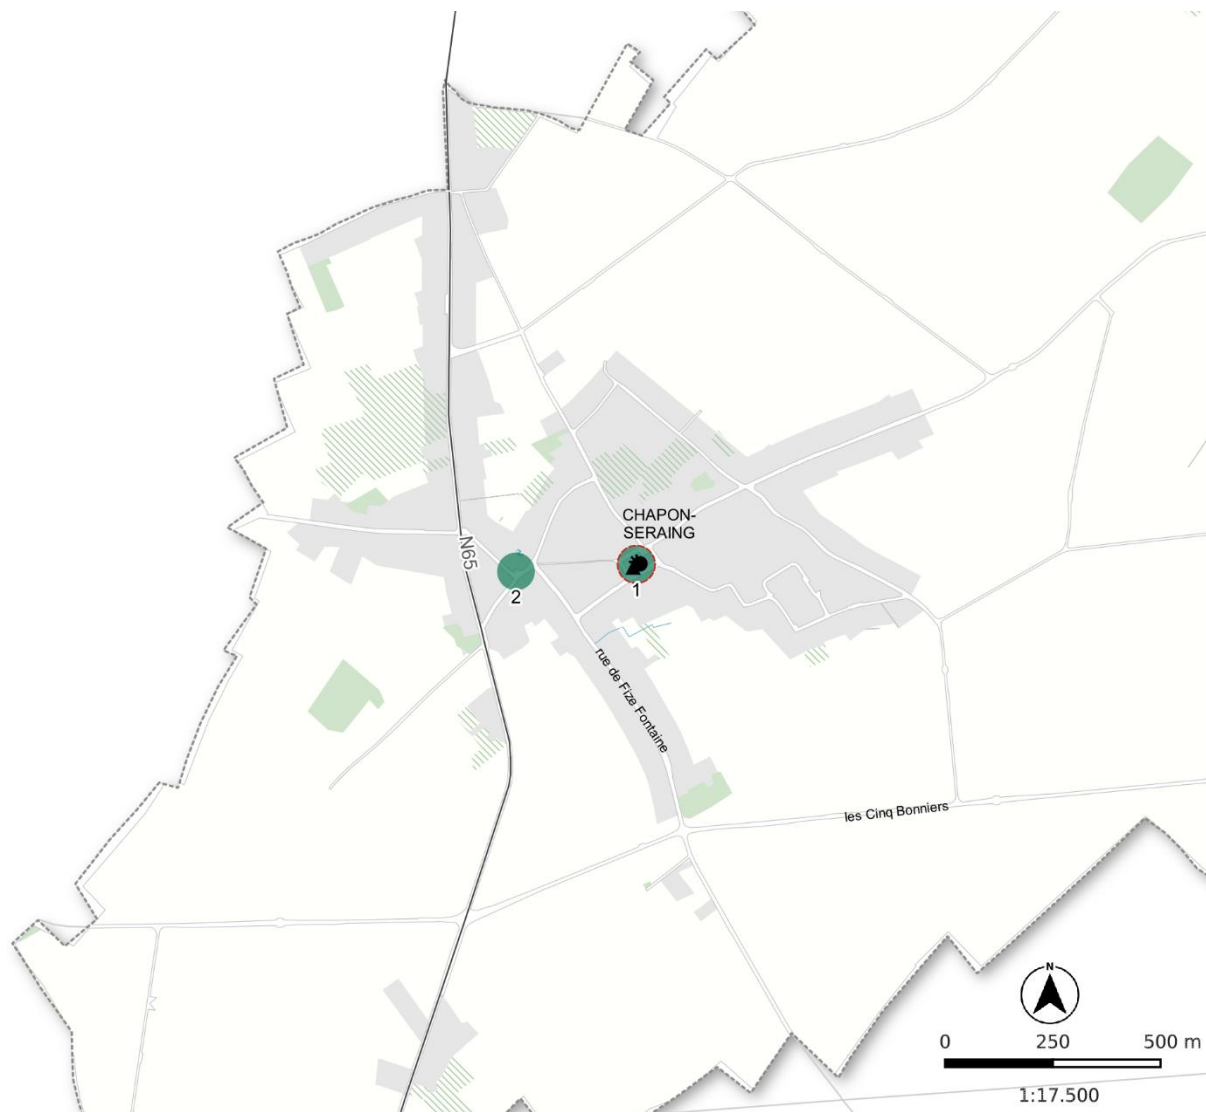 CHAPON-
SERAING
N65
2
1
rue de Fize Fontaine
les Cinq Bonniers
N
0 250 500 m
1:17.500